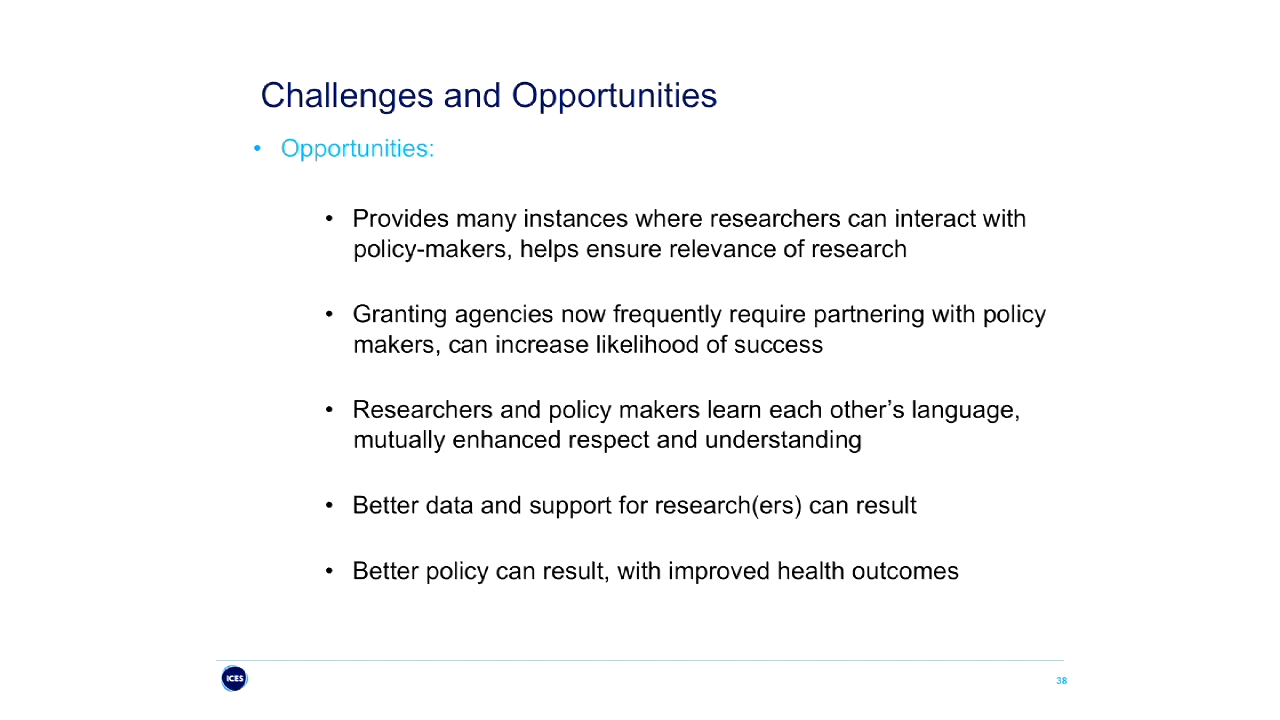 Challenges and Opportunities
• Opportunities:
• Provides many instances where researchers can interact with
policy-makers, helps ensure relevance of research
• Granting agencies now frequently require partnering with policy
makers, can increase likelihood of success
• Researchers and policy makers learn each other’s language,
mutually enhanced respect and understanding
• Better data and support for research(ers) can result
• Better policy can result, with improved health outcomes
ICES
38